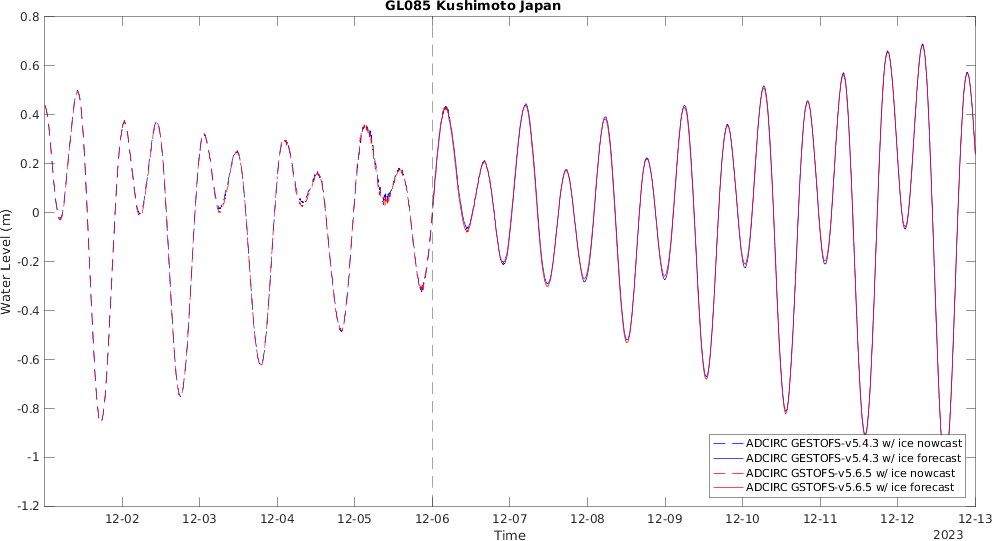 GL085 Kushimoto Japan
0.8
0.6
0.4
0.2
0
-0.2
-0.4
-0.6
-0.8
-1
-1.2
Water Level (m)
12-02 12-03 12-04 12-05 12-06 12-07 12-08 12-09 12-10 12-11 12-12 12-13
Time
2023
ADCIRC GESTOFS-v5.4.3 w/ ice nowcast
ADCIRC GESTOFS-v5.4.3 w/ ice forecast
ADCIRC GSTOFS-v5.6.5 w/ ice nowcast
ADCIRC GSTOFS-v5.6.5 w/ ice forecast